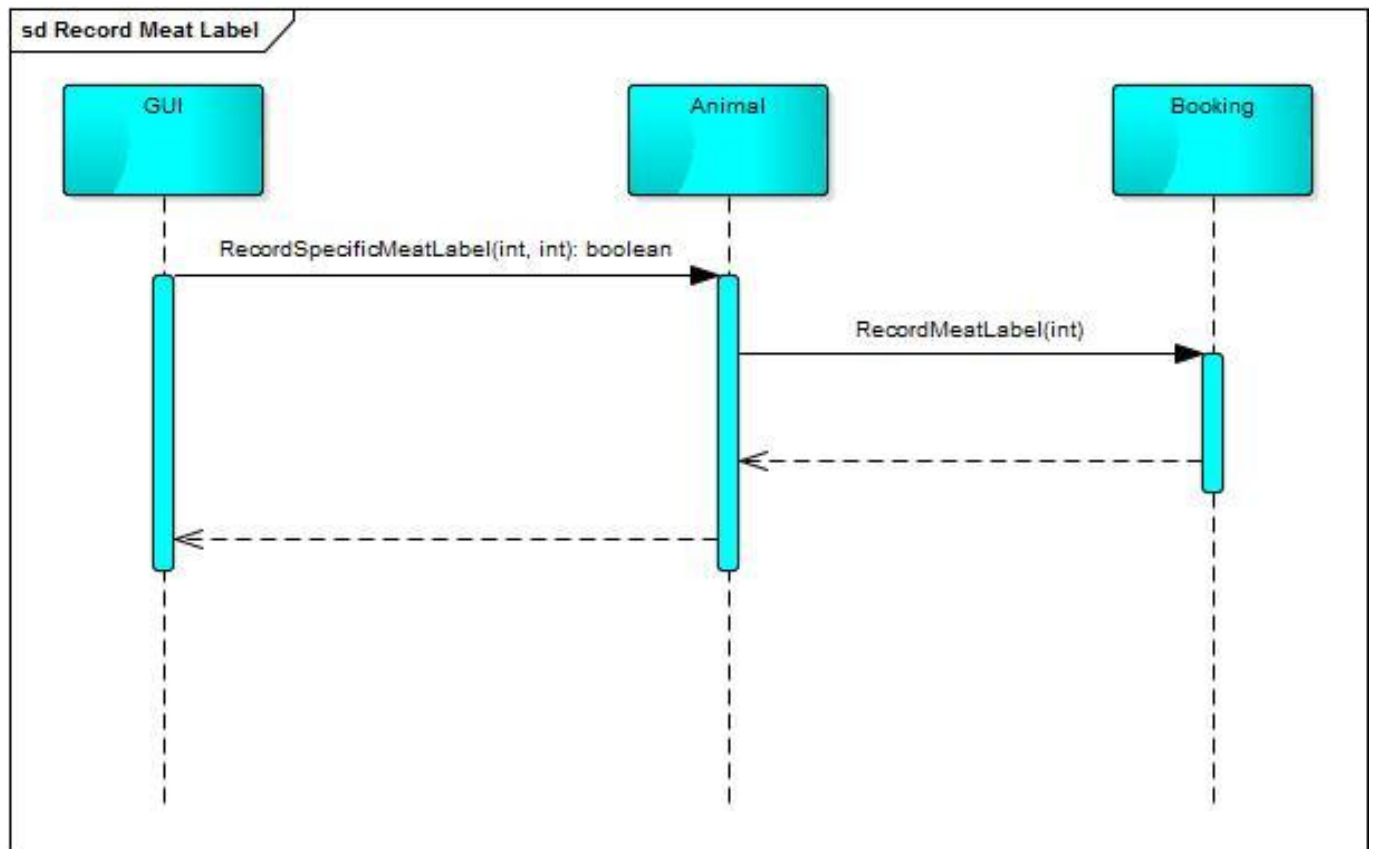 sd Record Meat Label
GUI
Animal
Booking
RecordSpecificMeatLabel(int, int): boolean
RecordMeatLabel(int)